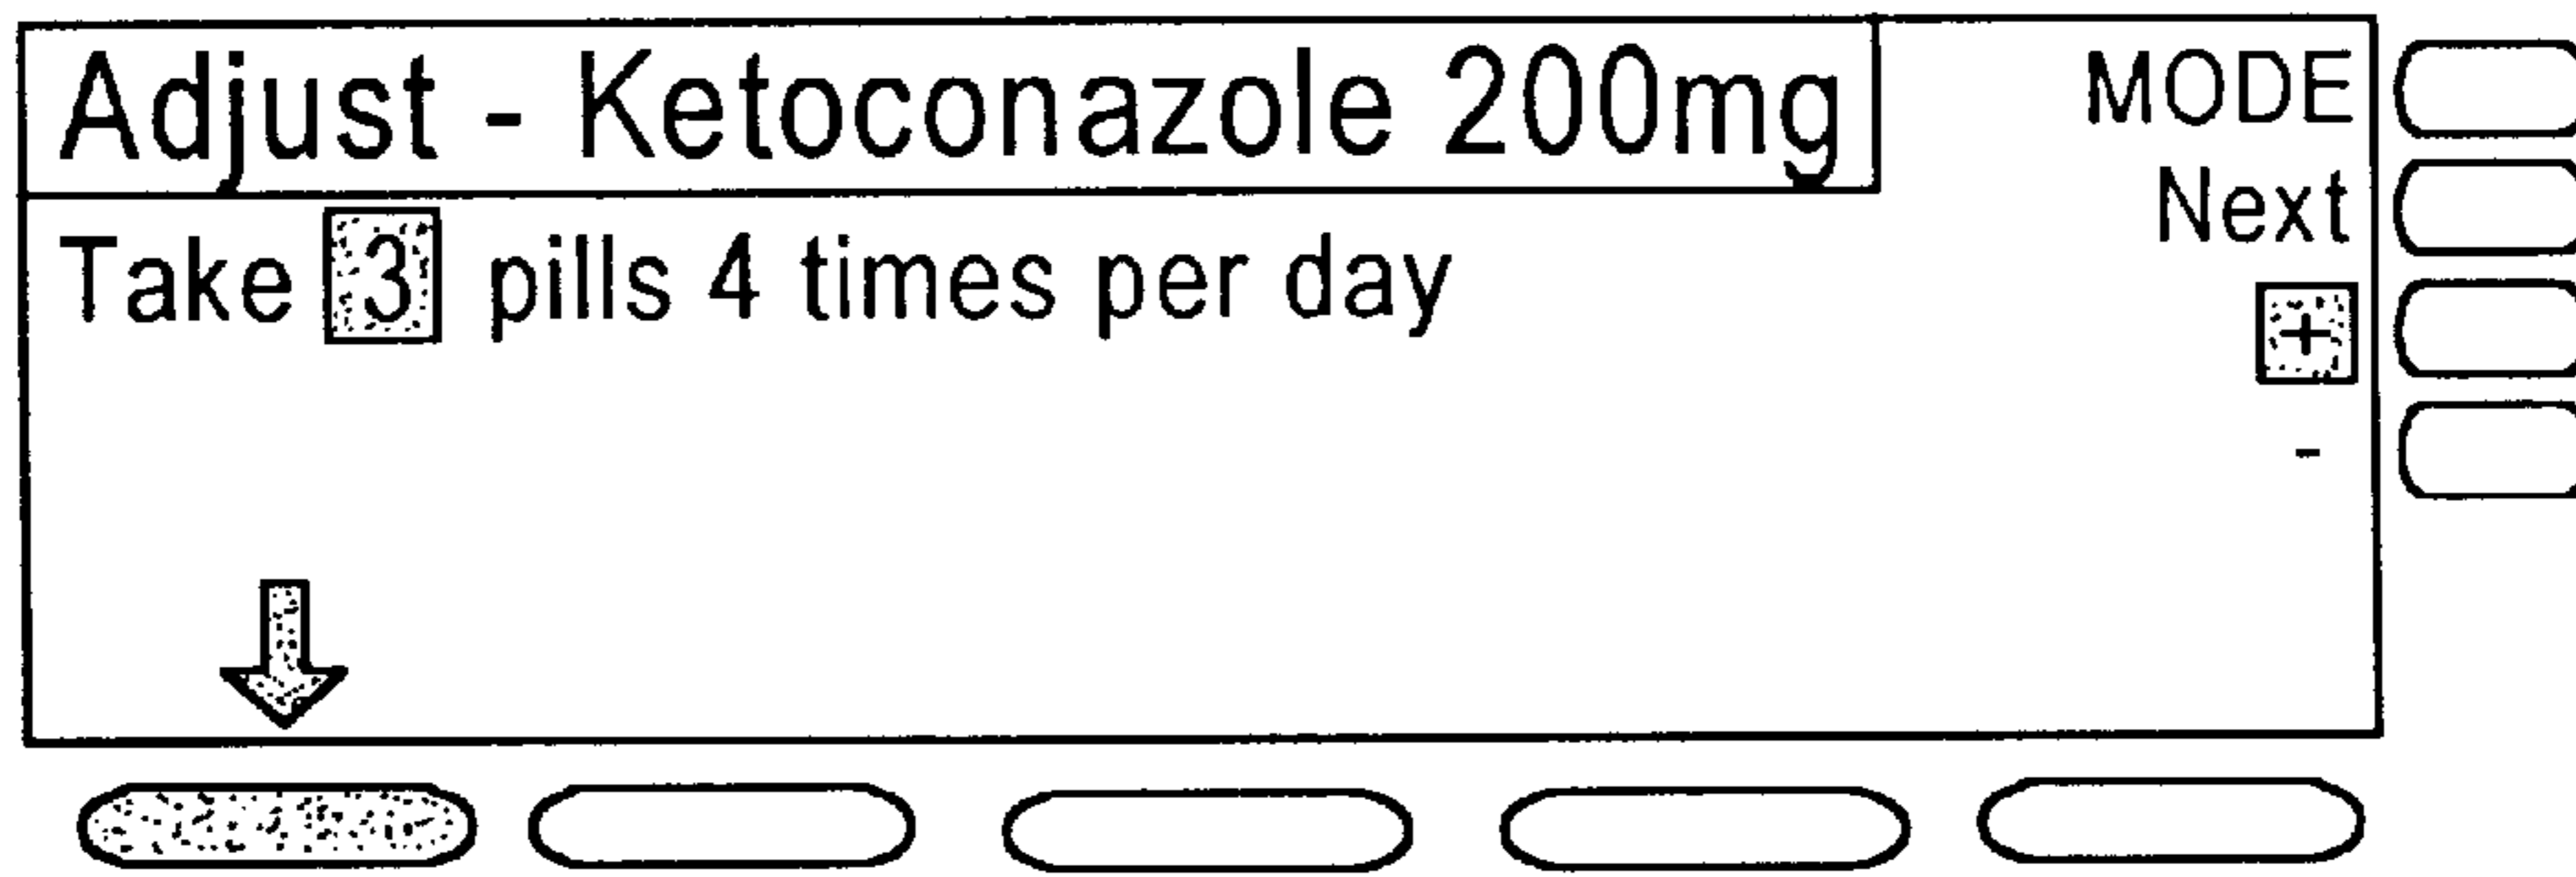 Adjust - Ketoconazole 200mg
MODE
Next
Take 3 pills 4 times per day
+
-